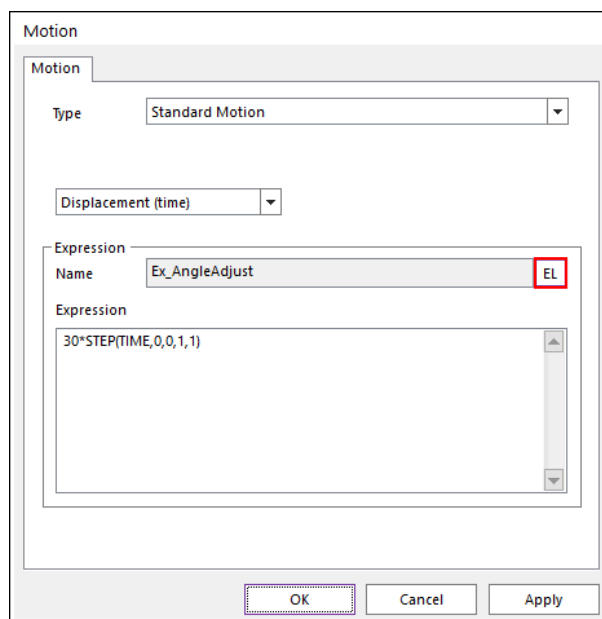 Motion
Motion
Type Standard Motion
Displacement (time)
Expression
Name Ex_AngleAdjust EL
Expression
30*STEP(TIME,0,0,1,1)
OK Cancel Apply